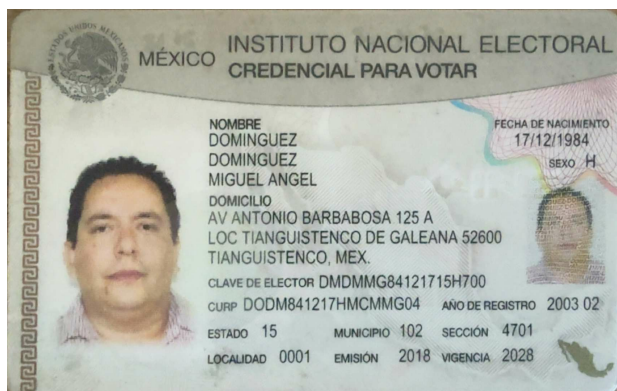 MÉXICO
INSTITUTO NACIONAL ELECTORAL
CREDENCIAL PARA VOTAR
NOMBRE
DOMINGUEZ
DOMINGUEZ
MIGUEL ANGEL
FECHA DE NACIMIENTO
17/12/1984
SEXO H
DOMICILIO
AV ANTONIO BARBABOSA 125 A
LOC TIANGUISTENCO DE GALEANA 52600
TIANGUISTENCO, MEX.
CLAVE DE ELECTOR DMDMMG84121715H700
CURP DODM841217HMCMMG04 AÑO DE REGISTRO 2003 02
ESTADO 15 MUNICIPIO 102 SECCIÓN 4701
LOCALIDAD 0001 EMISIÓN 2018 VIGENCIA 2028